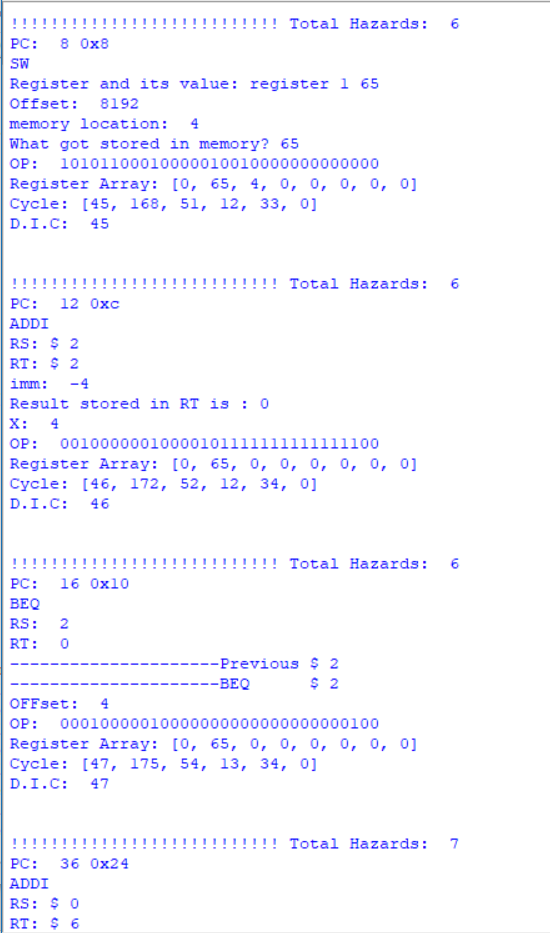 !!!!!!!!!!!!!!!!!!!!!!!!!!! Total Hazards:  6
PC:  8 0x8
SW
Register and its value: register 1 65
Offset:  8192
memory location:  4
What got stored in memory? 65
OP:  10101100010000010010000000000000
Register Array: [0, 65, 4, 0, 0, 0, 0, 0]
Cycle: [45, 168, 51, 12, 33, 0]
D.I.C:  45
!!!!!!!!!!!!!!!!!!!!!!!!!!! Total Hazards:  6
PC:  12 0xc
ADDI
RS: $ 2
RT: $ 2
imm:  -4
Result stored in RT is : 0
X:  4
OP:  00100000010000101111111111111100
Register Array: [0, 65, 0, 0, 0, 0, 0, 0]
Cycle: [46, 172, 52, 12, 34, 0]
D.I.C:  46
!!!!!!!!!!!!!!!!!!!!!!!!!!! Total Hazards:  6
PC:  16 0x10
BEQ
RS:  2
RT:  0
---------------------Previous $ 2
---------------------BEQ      $ 2
OFFset:  4
OP:  00010000010000000000000000000100
Register Array: [0, 65, 0, 0, 0, 0, 0, 0]
Cycle: [47, 175, 54, 13, 34, 0]
D.I.C:  47
!!!!!!!!!!!!!!!!!!!!!!!!!!! Total Hazards:  7
PC:  36 0x24
ADDI
RS: $ 0
RT: $ 6